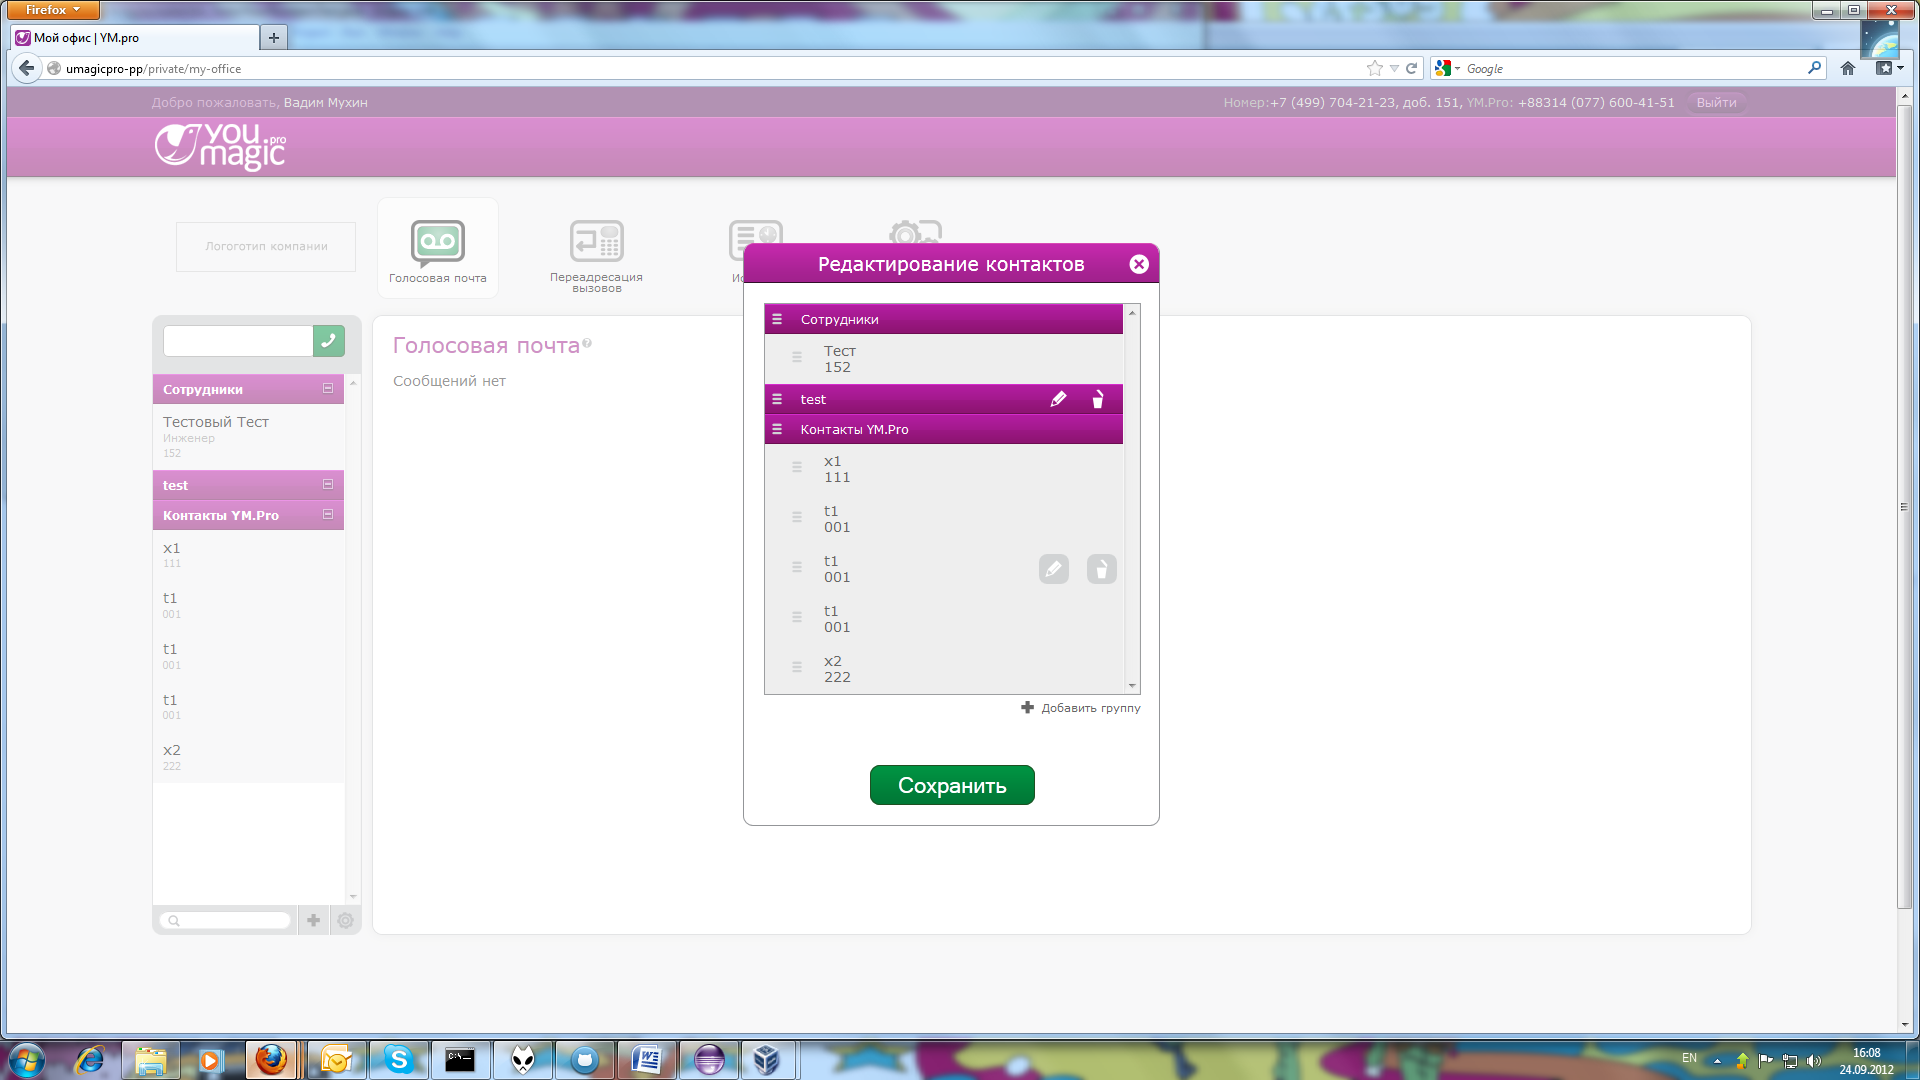 Firefox
Мой офис | YM.pro
umagicpro-pp/private/my-office
Google
Добро пожаловать, Вадим Мухин
Номер:+7 (499) 704-21-23, доб. 151, YM.Pro: +88314 (077) 600-41-51
Выйти
you
magic
pro
Логоготип компании
Голосовая почта
Переадресация
вызовов
Сотрудники
Тестовый Тест
Инженер
152
test
Контакты YM.Pro
x1
111
t1
001
t1
001
t1
001
x2
222
Голосовая почта
Сообщений нет
Редактирование контактов
Сотрудники
Тест
152
test
Контакты YM.Pro
x1
111
t1
001
t1
001
t1
001
x2
222
Добавить группу
Сохранить
EN
16:08
24.09.2012